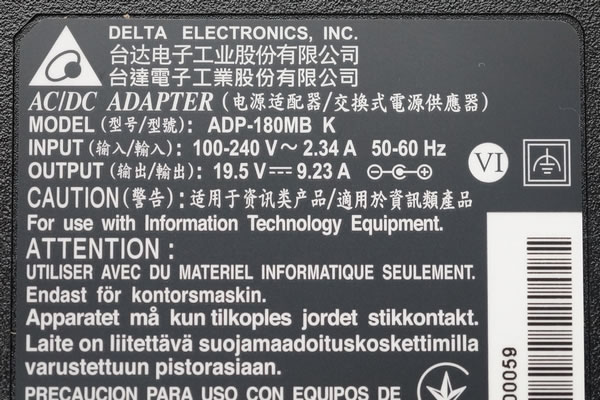 DELTA ELECTRONICS, INC.
台达电子工业股份有限公司
台達電子工業股份有限公司
AC/DC ADAPTER (电源适配器/交換式電源供應器)
MODEL (型号/型號): ADP-180MB K
INPUT (输入/輸入): 100-240 V~ 2.34 A 50-60 Hz
OUTPUT (输出/輸出): 19.5 V⎓ 9.23 A
VI
CAUTION (警告): 适用于资讯类产品/適用於資訊類產品
For use with Information Technology Equipment.
ATTENTION :
UTILISER AVEC DU MATERIEL INFORMATIQUE SEULEMENT.
Endast för kontorsmaskin.
Apparatet må kun tilkoples jordet stikkontakt.
Laite on liitettävä suojamaadoituskoskettimilla
varustettuun pistorasiaan.
PRECAUCION PARA USO CON EQUIPOS DE
00059